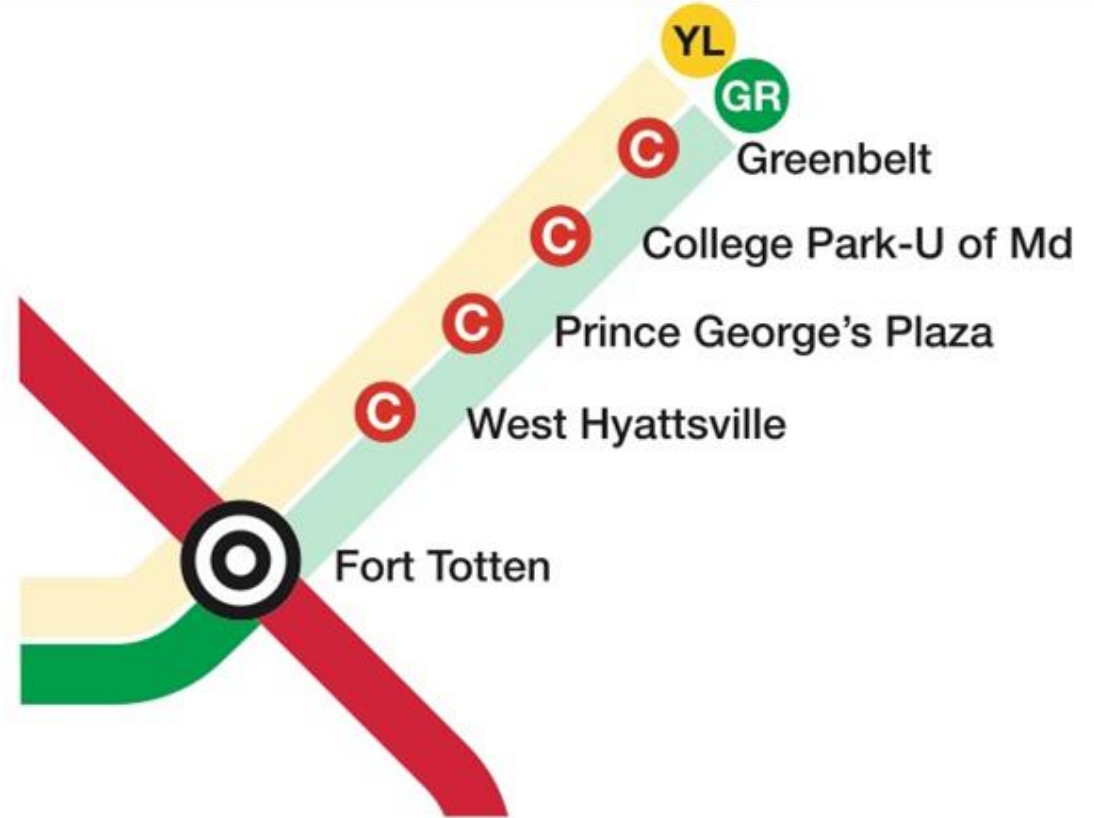 YL
GR
C
Greenbelt
C
College Park-U of Md
C
Prince George’s Plaza
C
West Hyattsville
Fort Totten